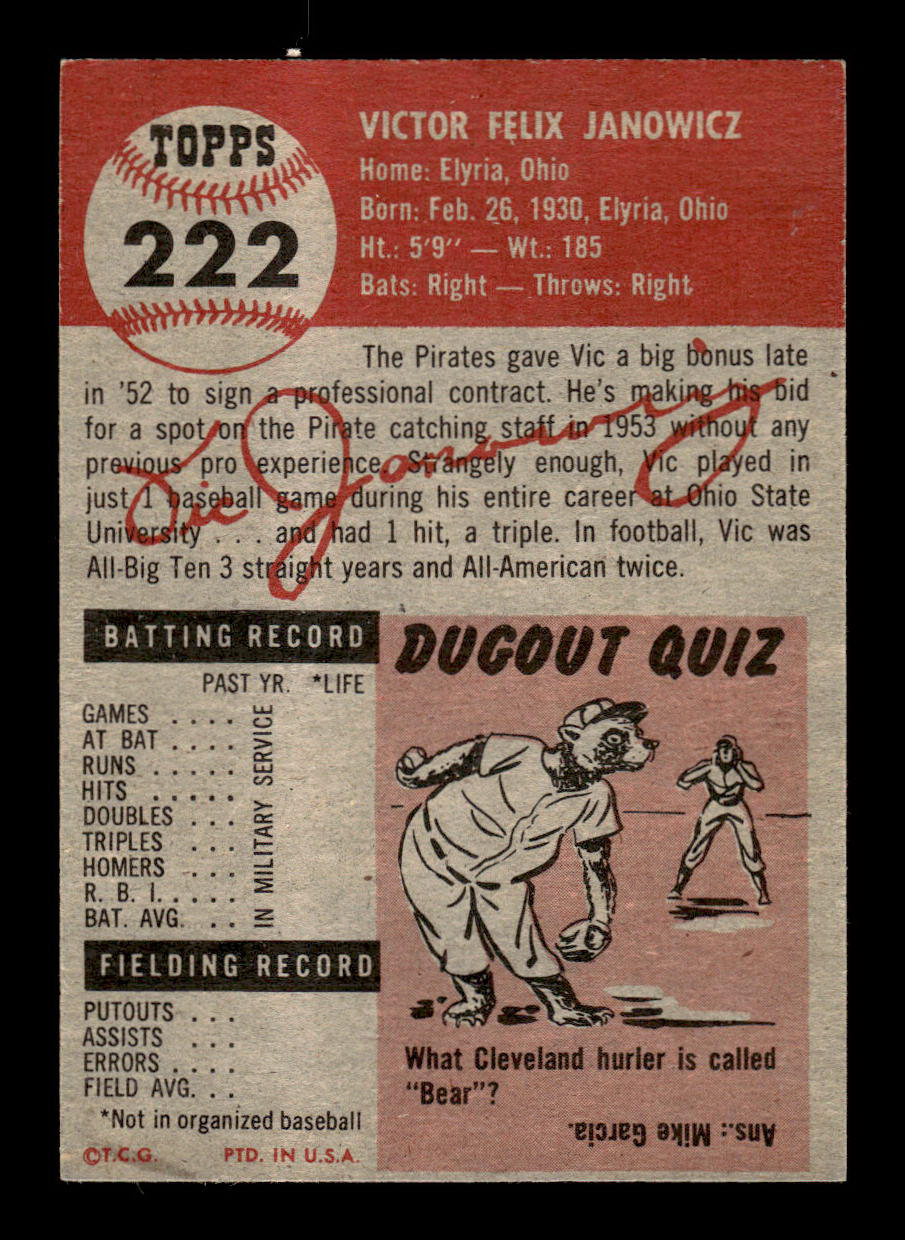 TOPPS
222
VICTOR FELIX JANOWICZ
Home: Elyria, Ohio
Born: Feb. 26, 1930, Elyria, Ohio
Ht.: 5'9" — Wt.: 185
Bats: Right — Throws: Right
The Pirates gave Vic a big bonus late
in '52 to sign a professional contract. He's making his bid
for a spot on the Pirate catching staff in 1953 without any
previous pro experience. Strangely enough, Vic played in
just 1 baseball game during his entire career at Ohio State
University . . . and had 1 hit, a triple. In football, Vic was
All-Big Ten 3 straight years and All-American twice.
Vic Janowicz
BATTING RECORD
PAST YR. *LIFE
GAMES . . . .
AT BAT . . . .
RUNS . . . . .
HITS . . . . .
DOUBLES . . .
TRIPLES . . .
HOMERS . . .
R. B. I. . . . .
BAT. AVG. . .
IN MILITARY SERVICE
FIELDING RECORD
PUTOUTS . . .
ASSISTS . . .
ERRORS . . . .
FIELD AVG. . .
*Not in organized baseball
©T.C.G. PTD. IN U.S.A.
DUGOUT QUIZ
What Cleveland hurler is called
"Bear"?
Ans.: Mike Garcia.